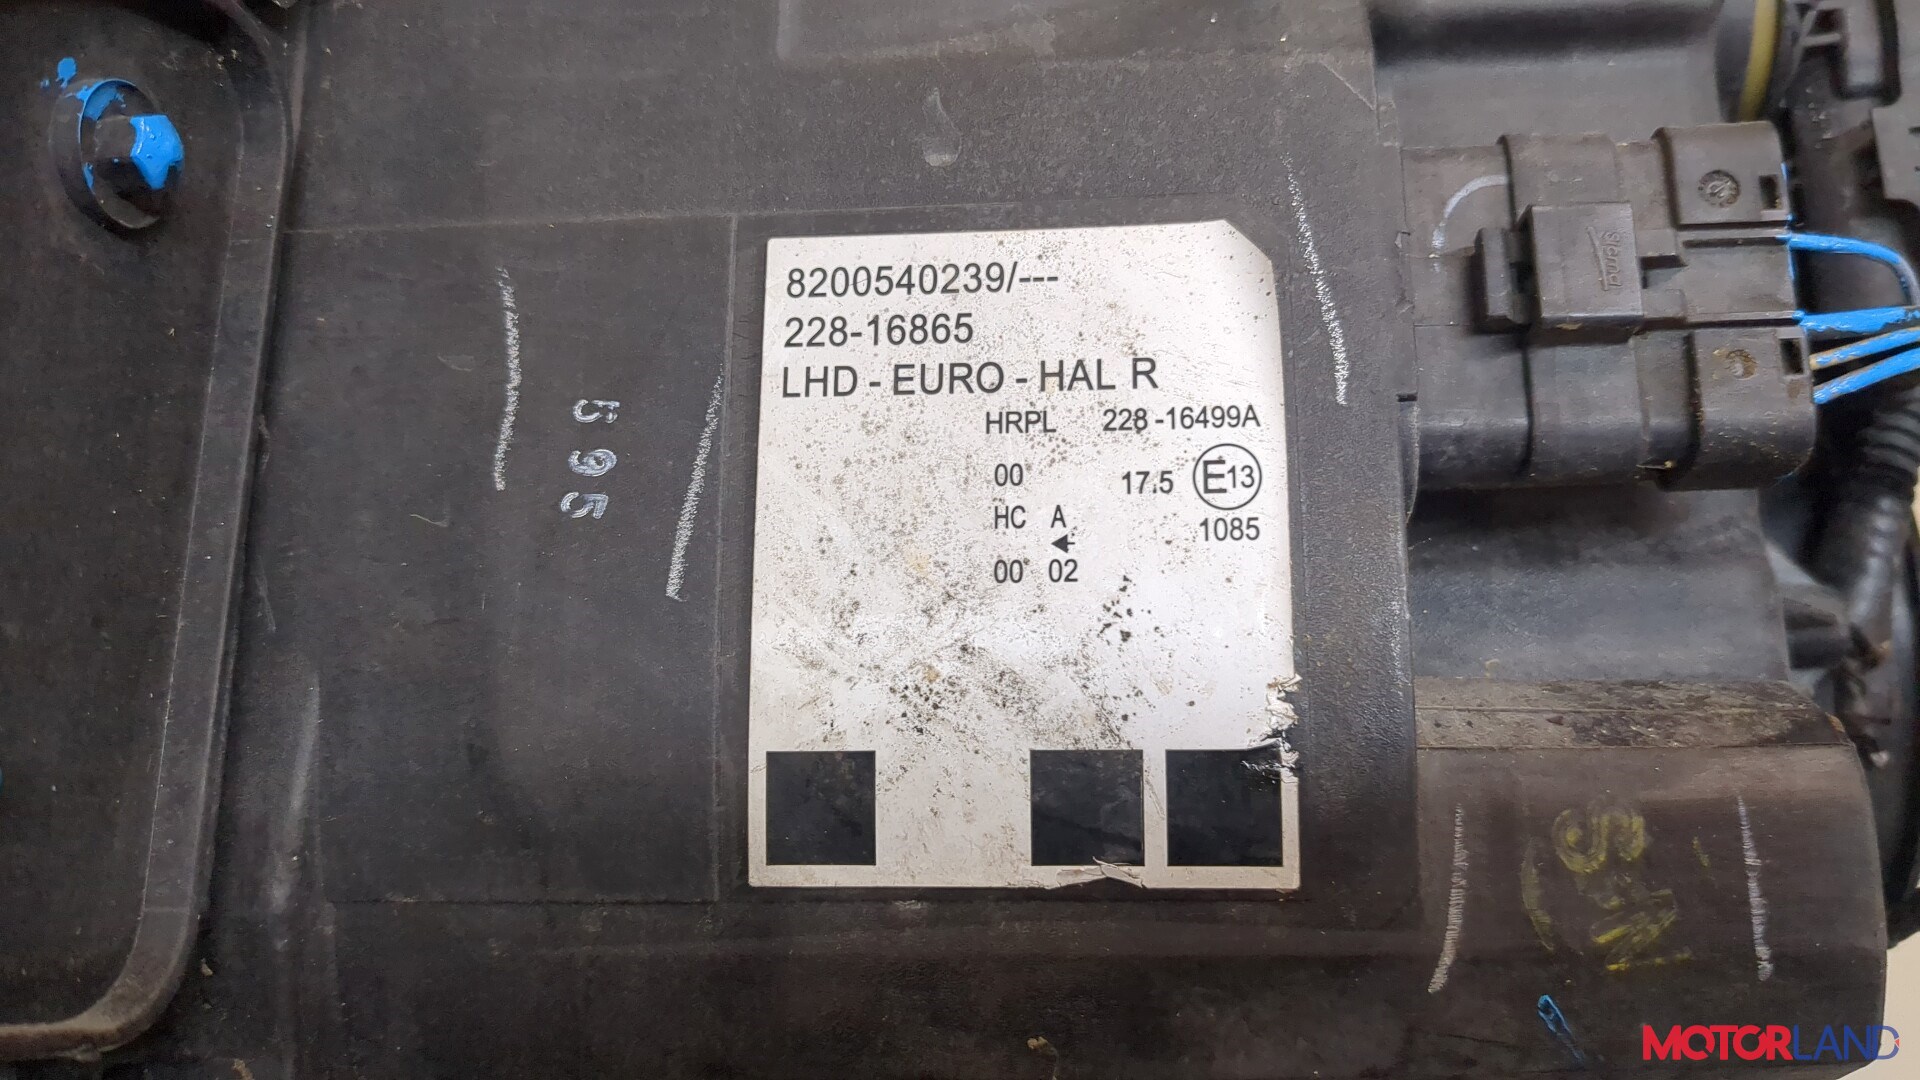 8200540239/---
228-16865
LHD - EURO - HAL R
HRPL 228 -16499A
00 17.5 E13
HC A 1085
00 02
595
MOTORLAND